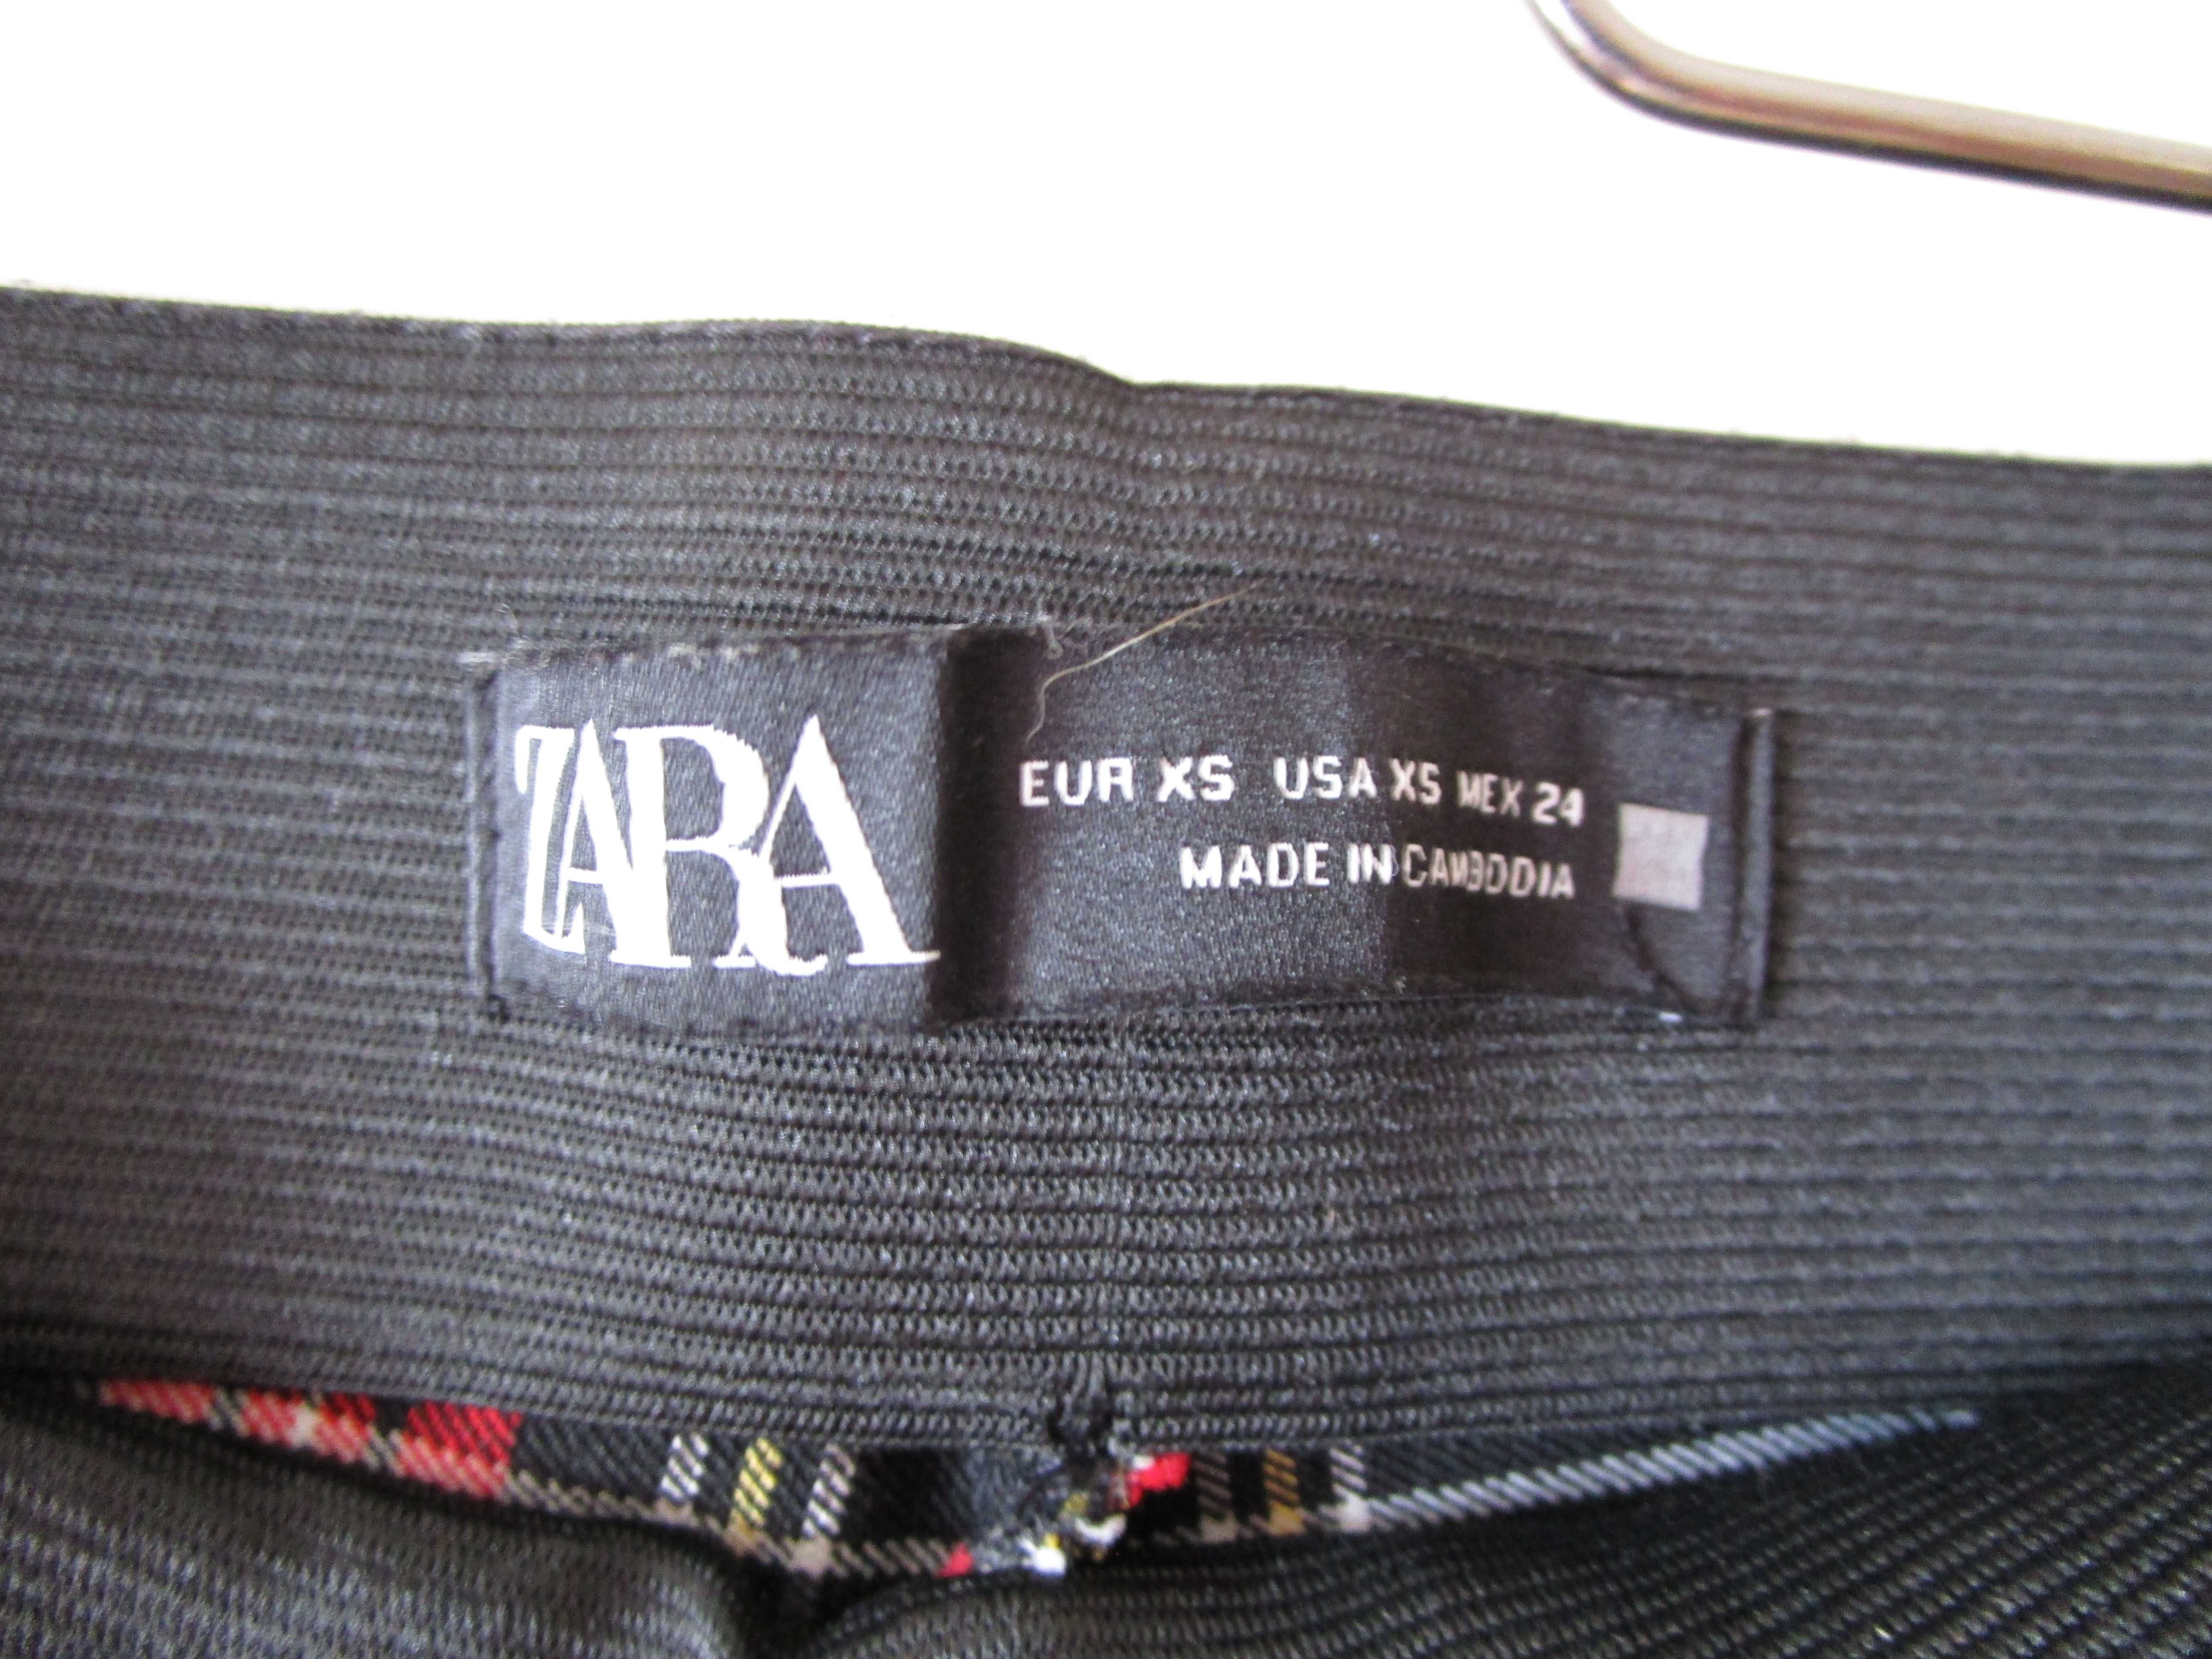 ZARA
EUR XS USA XS MEX 24
MADE IN CAMBODIA